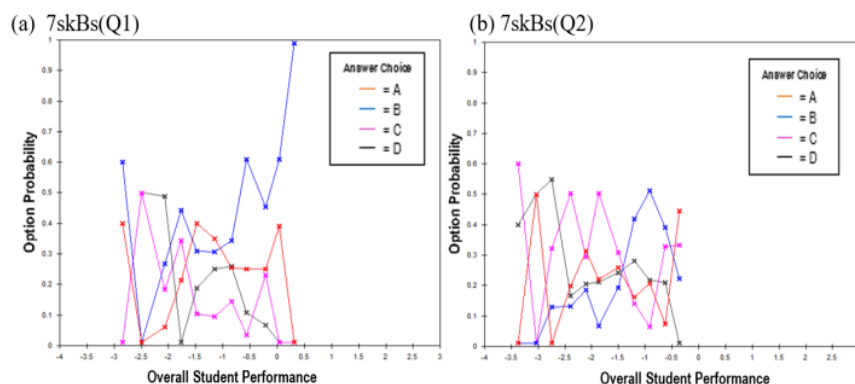 (a) 7skBs(Q1)
Option Probability
1
0.9
0.8
0.7
0.6
0.5
0.4
0.3
0.2
0.1
0
Answer Choice
= A
= B
= C
= D
-4 -3.5 -3 -2.5 -2 -1.5 -1 -0.5 0 0.5 1 1.5 2 2.5 3
Overall Student Performance
(b) 7skBs(Q2)
Option Probability
1
0.9
0.8
0.7
0.6
0.5
0.4
0.3
0.2
0.1
0
Answer Choice
= A
= B
= C
= D
-4 -3.5 -3 -2.5 -2 -1.5 -1 -0.5 0 0.5 1 1.5 2 2.5
Overall Student Performance